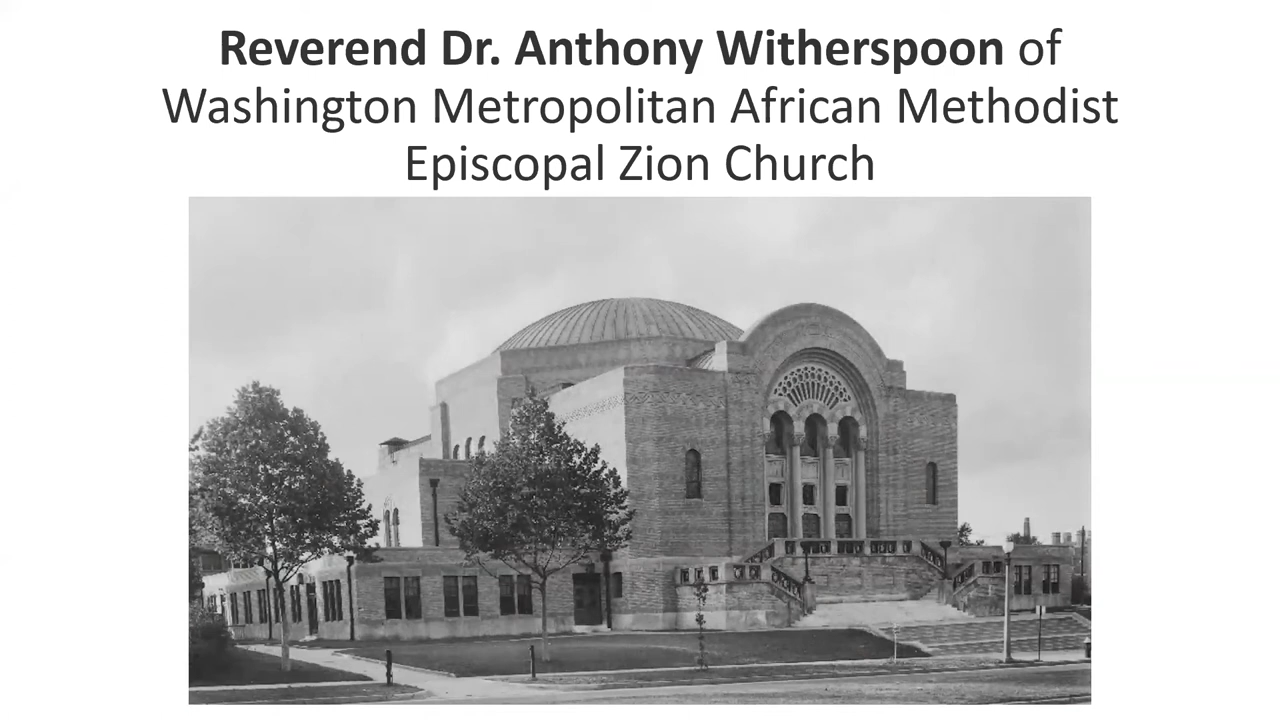 Reverend Dr. Anthony Witherspoon of
Washington Metropolitan African Methodist
Episcopal Zion Church